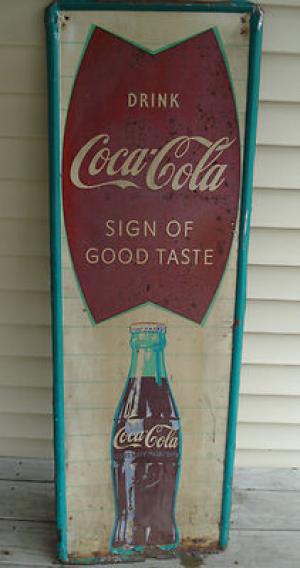 DRINK
Coca-Cola
SIGN OF
GOOD TASTE
Coca-Cola